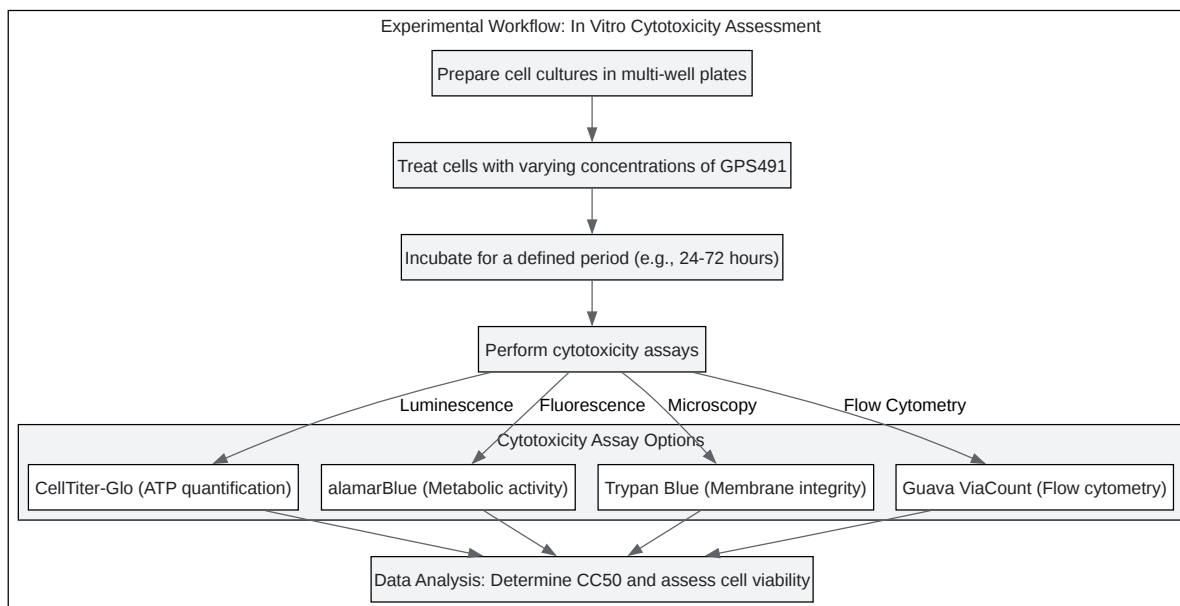 Experimental Workflow: In Vitro Cytotoxicity Assessment
Prepare cell cultures in multi-well plates
Treat cells with varying concentrations of GPS491
Incubate for a defined period (e.g., 24-72 hours)
Perform cytotoxicity assays
Luminescence
Fluorescence
Microscopy
Flow Cytometry
Cytotoxicity Assay Options
CellTiter-Glo (ATP quantification)
alamarBlue (Metabolic activity)
Trypan Blue (Membrane integrity)
Guava ViaCount (Flow cytometry)
Data Analysis: Determine CC50 and assess cell viability